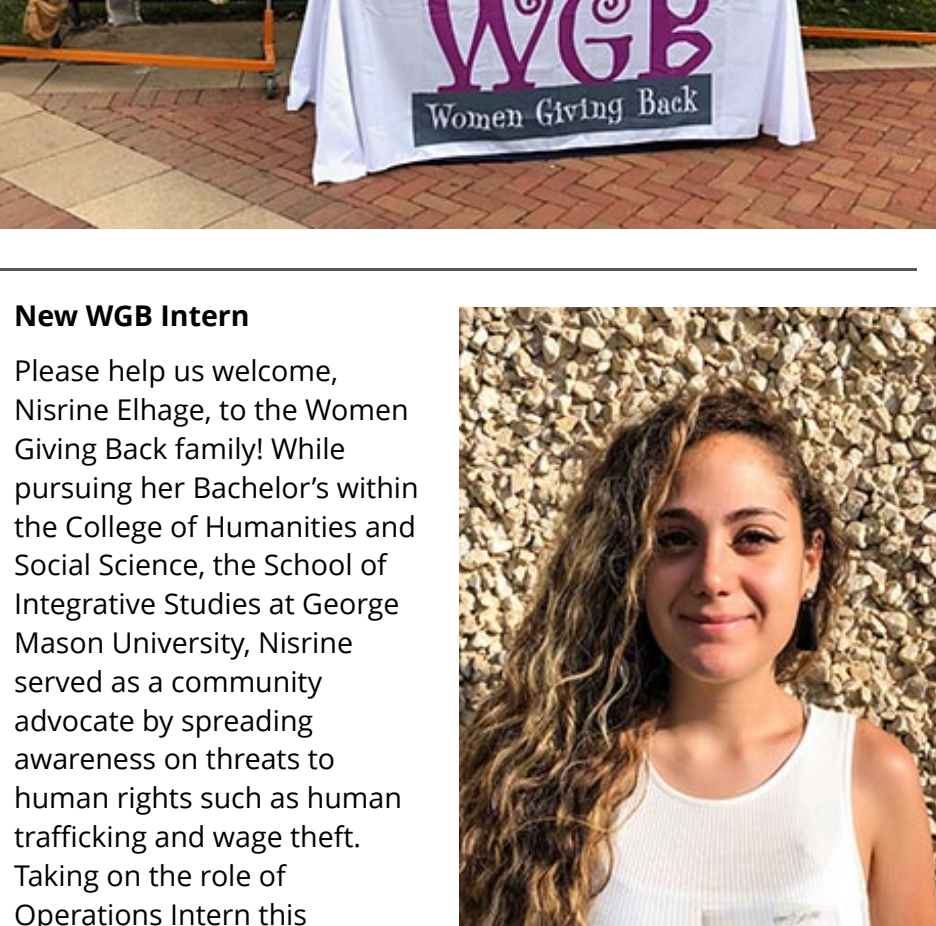 WGB
Women Giving Back
New WGB Intern
Please help us welcome,
Nisrine Elhage, to the Women
Giving Back family! While
pursuing her Bachelor’s within
the College of Humanities and
Social Science, the School of
Integrative Studies at George
Mason University, Nisrine
served as a community
advocate by spreading
awareness on threats to
human rights such as human
trafficking and wage theft.
Taking on the role of
Operations Intern this